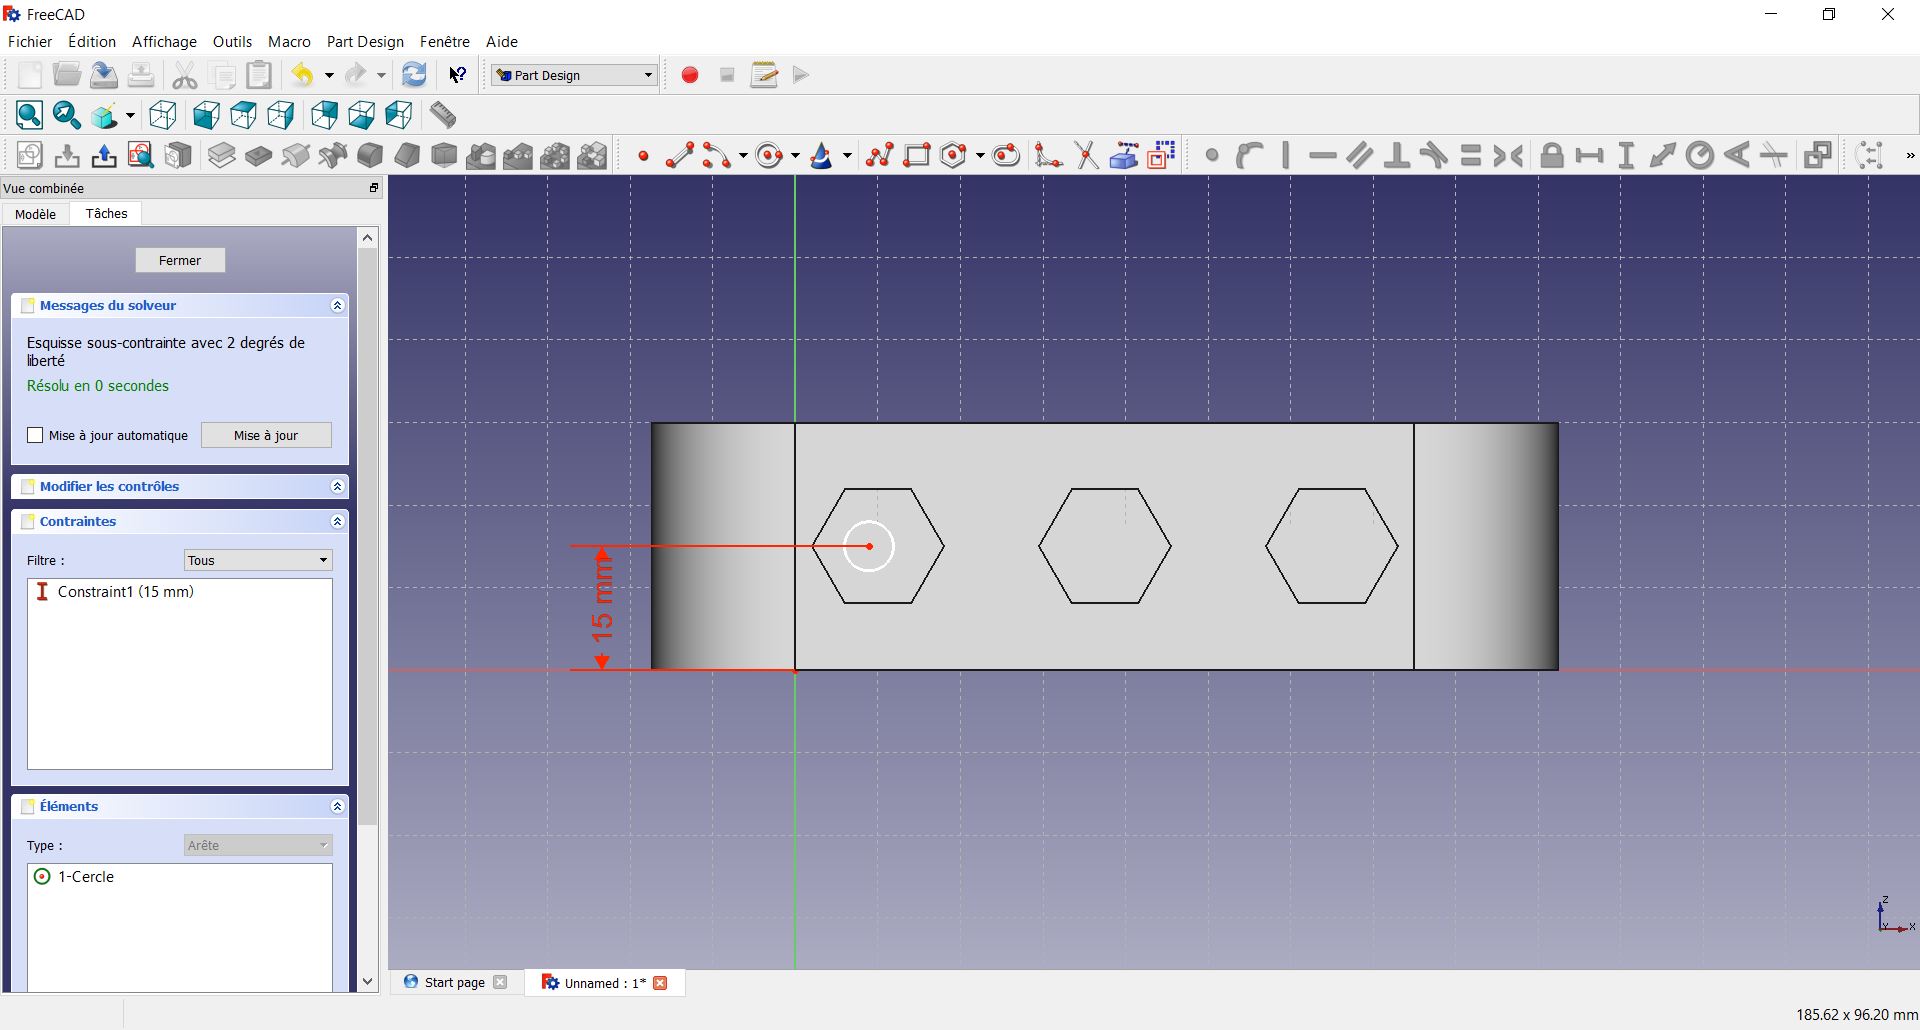 FreeCAD
Fichier Édition Affichage Outils Macro Part Design Fenêtre Aide
Part Design
»
Vue combinée
Modèle Tâches
Fermer
Messages du solveur
Esquisse sous-contrainte avec 2 degrés de
liberté
Résolu en 0 secondes
Mise à jour automatique Mise à jour
Modifier les contrôles
Contraintes
Filtre : Tous
Constraint1 (15 mm)
Éléments
Type : Arête
1-Cercle
15 mm
Z
Y X
Start page Unnamed : 1*
185.62 x 96.20 mm